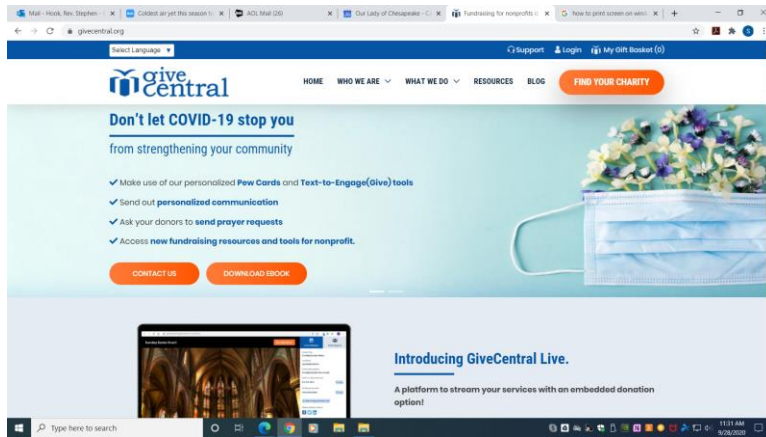 Mail - Hook, Rev. Stephen -
Coldest air yet this season t
AOL Mail (26)
Our Lady of Chesapeake - C
Fundraising for nonprofits
how to print screen on wind
givecentral.org
Select Language
Support
Login
My Gift Basket (0)
give
central
HOME
WHO WE ARE
WHAT WE DO
RESOURCES
BLOG
FIND YOUR CHARITY
Don't let COVID-19 stop you
from strengthening your community
Make use of our personalized Pew Cards and Text-to-Engage(Give) tools
Send out personalized communication
Ask your donors to send prayer requests
Access new fundraising resources and tools for nonprofit.
CONTACT US
DOWNLOAD EBOOK
Introducing GiveCentral Live.
A platform to stream your services with an embedded donation
option!
Type here to search
11:31 AM
9/28/2020